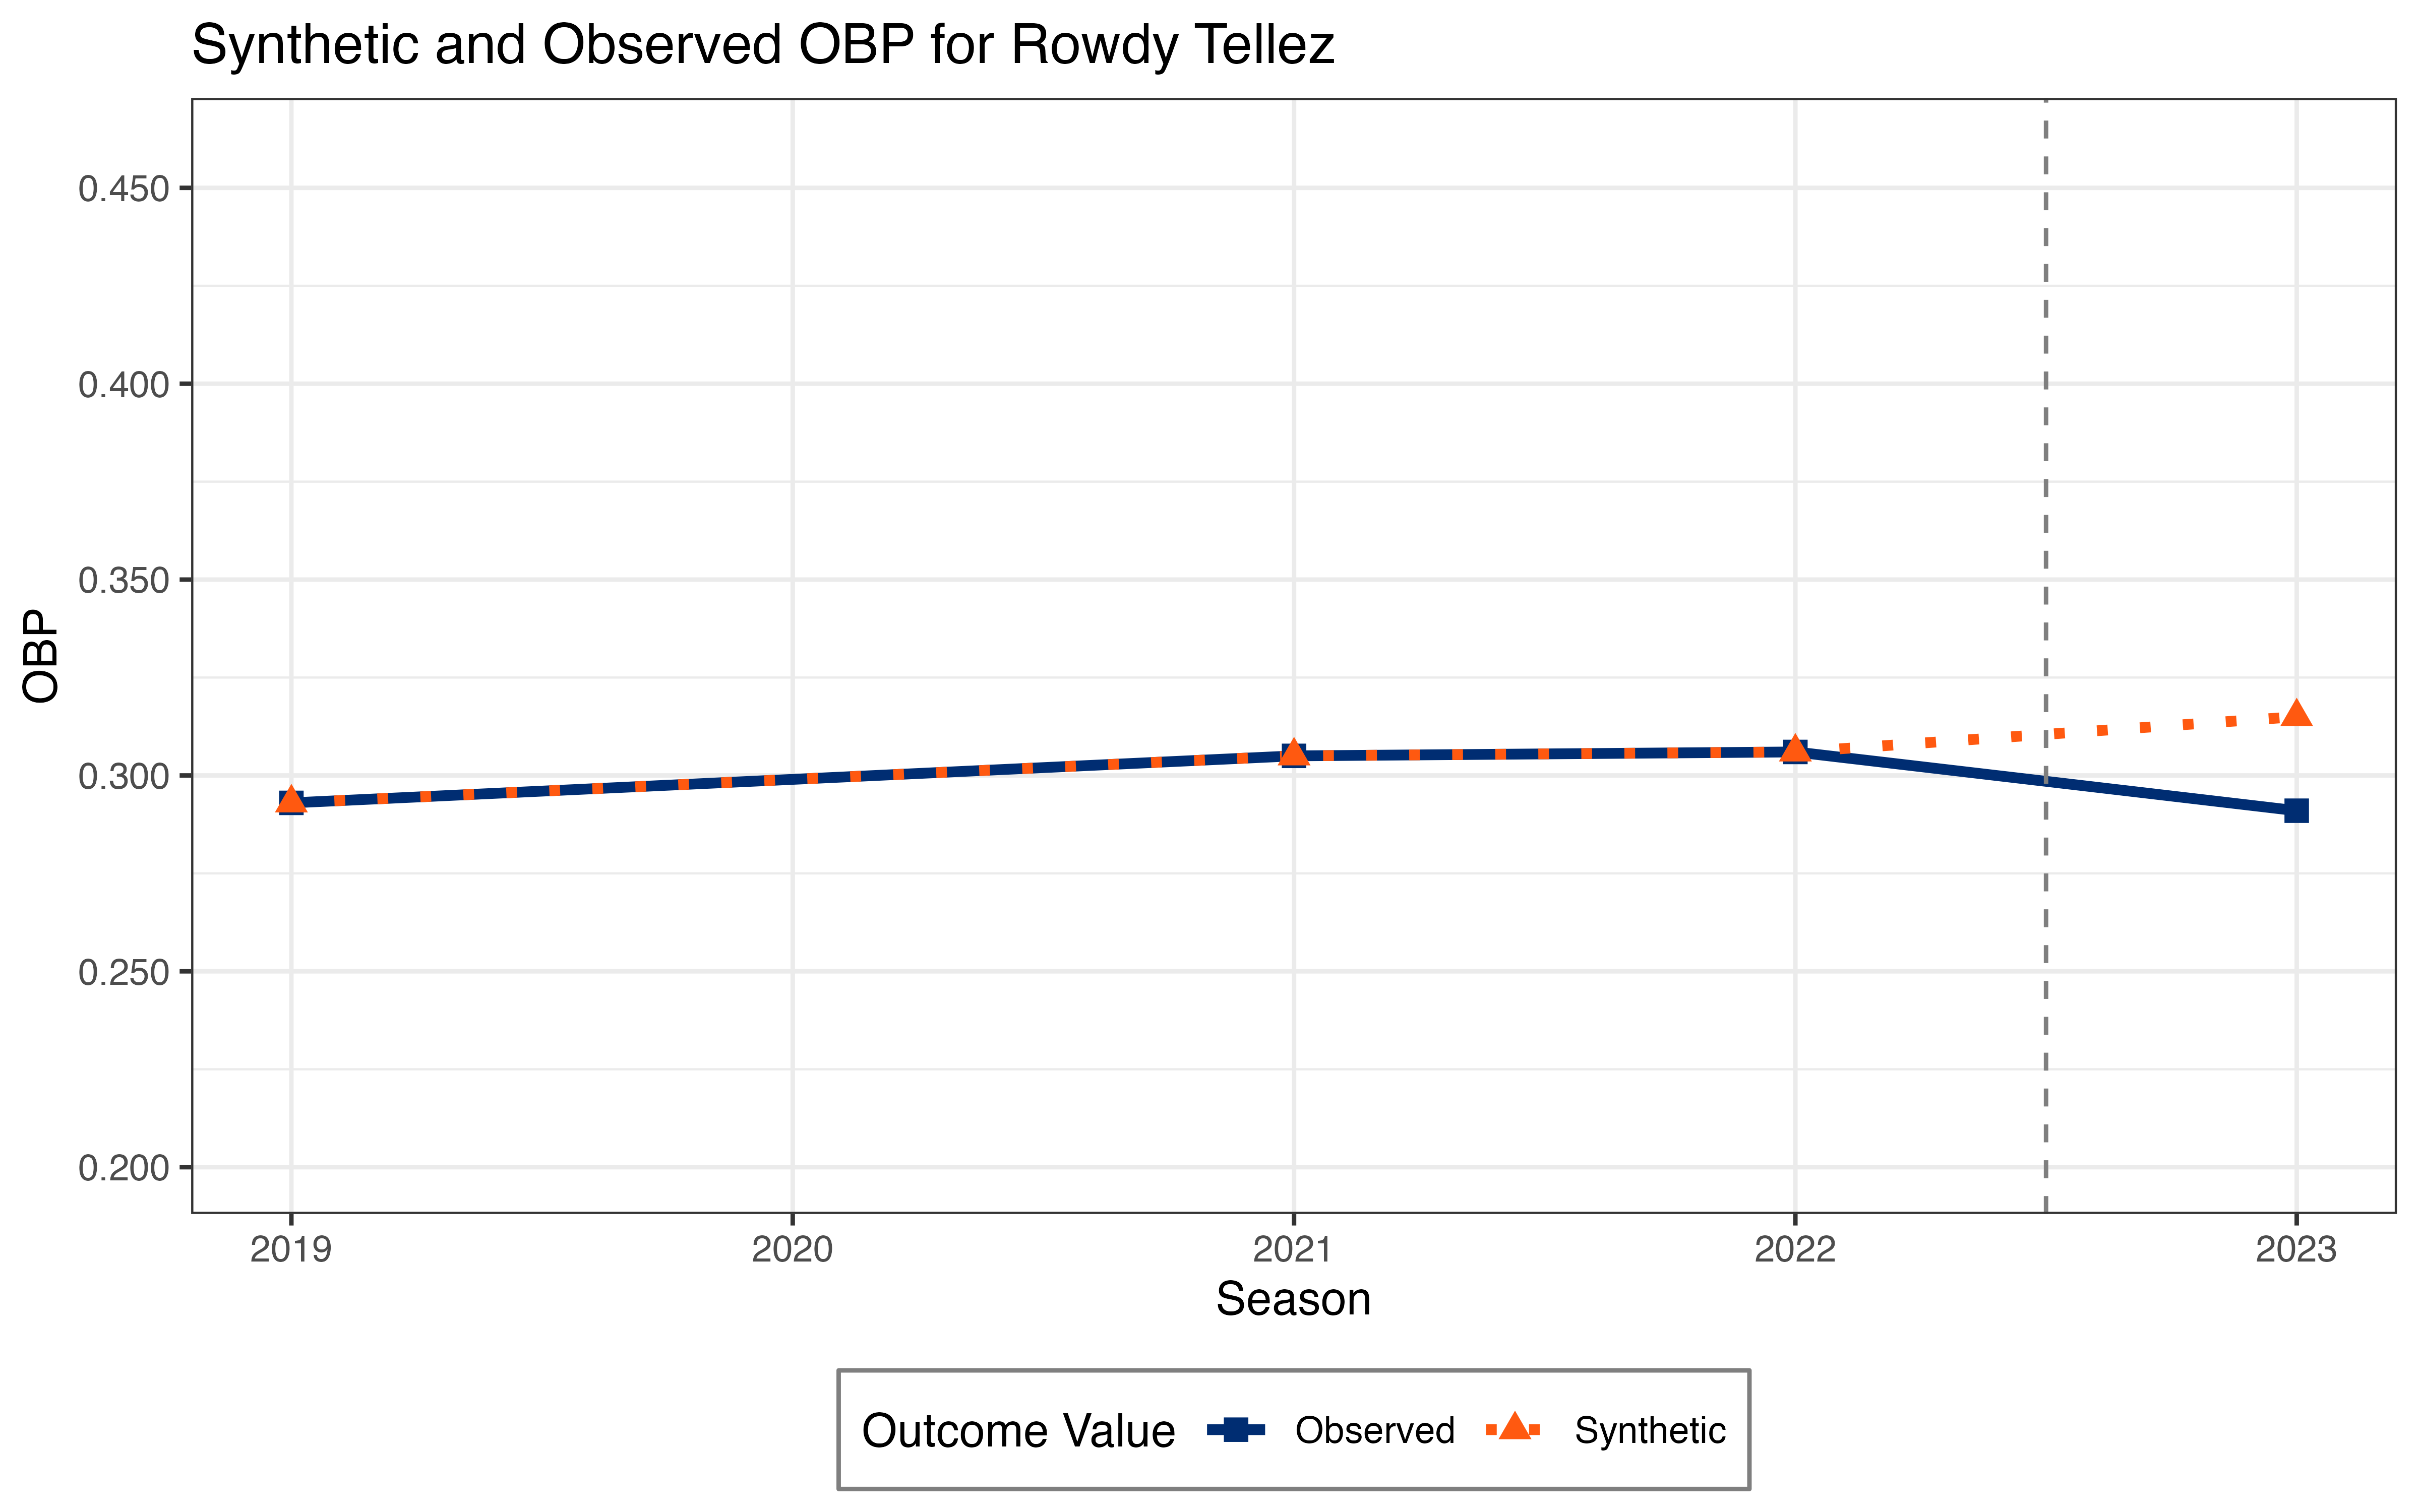 Synthetic and Observed OBP for Rowdy Tellez
0.450
0.400
0.350
0.300
0.250
0.200
OBP
2019 2020 2021 2022 2023
Season
Outcome Value Observed Synthetic